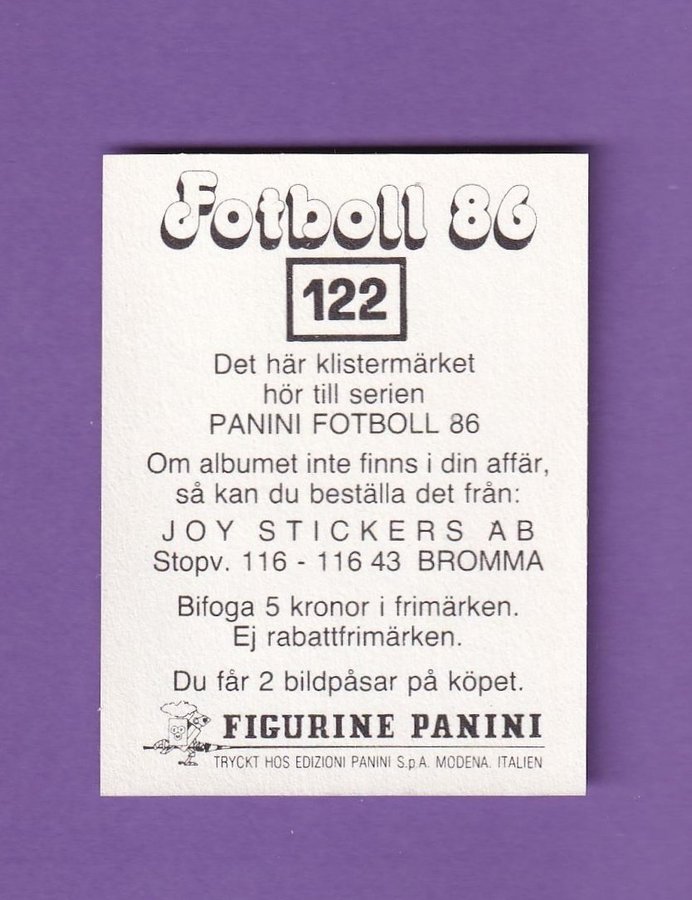 Fotboll 86
122
Det här klistermärket
hör till serien
PANINI FOTBOLL 86
Om albumet inte finns i din affär,
så kan du beställa det från:
JOY STICKERS AB
Stopv. 116 - 116 43 BROMMA
Bifoga 5 kronor i frimärken.
Ej rabattfrimärken.
Du får 2 bildpåsar på köpet.
FIGURINE PANINI
TRYCKT HOS EDIZIONI PANINI S.p.A. MODENA. ITALIEN